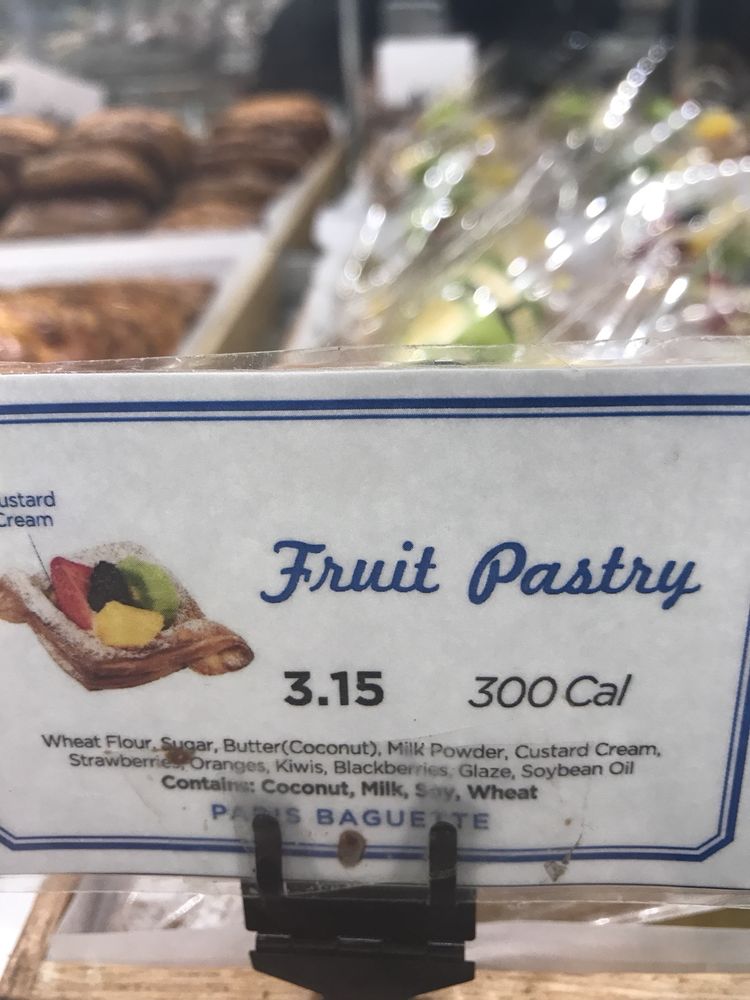 ustard
Cream
Fruit Pastry
3.15 300 Cal
Wheat Flour, Sugar, Butter(Coconut), Milk Powder, Custard Cream,
Strawberries, Oranges, Kiwis, Blackberries, Glaze, Soybean Oil
Contains: Coconut, Milk, Soy, Wheat
PARIS BAGUETTE